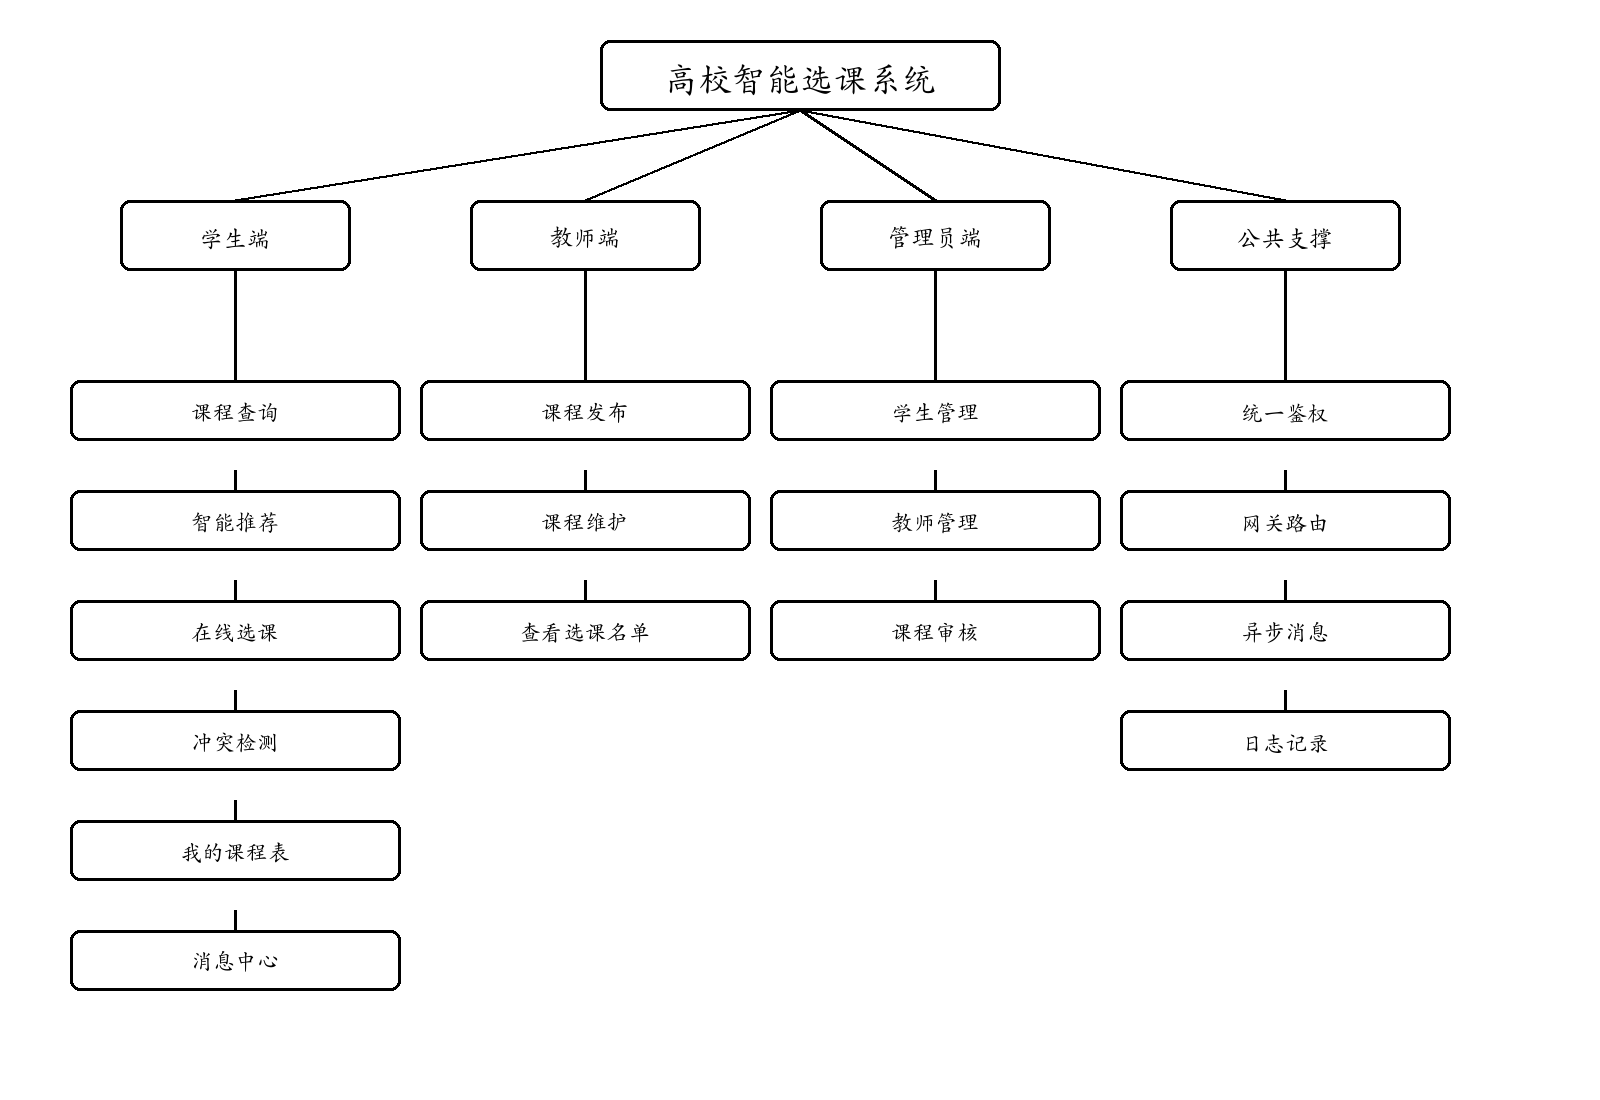 高校智能选课系统
学生端
教师端
管理员端
公共支撑
课程查询
课程发布
学生管理
统一鉴权
智能推荐
课程维护
教师管理
网关路由
在线选课
查看选课名单
课程审核
异步消息
冲突检测
日志记录
我的课程表
消息中心